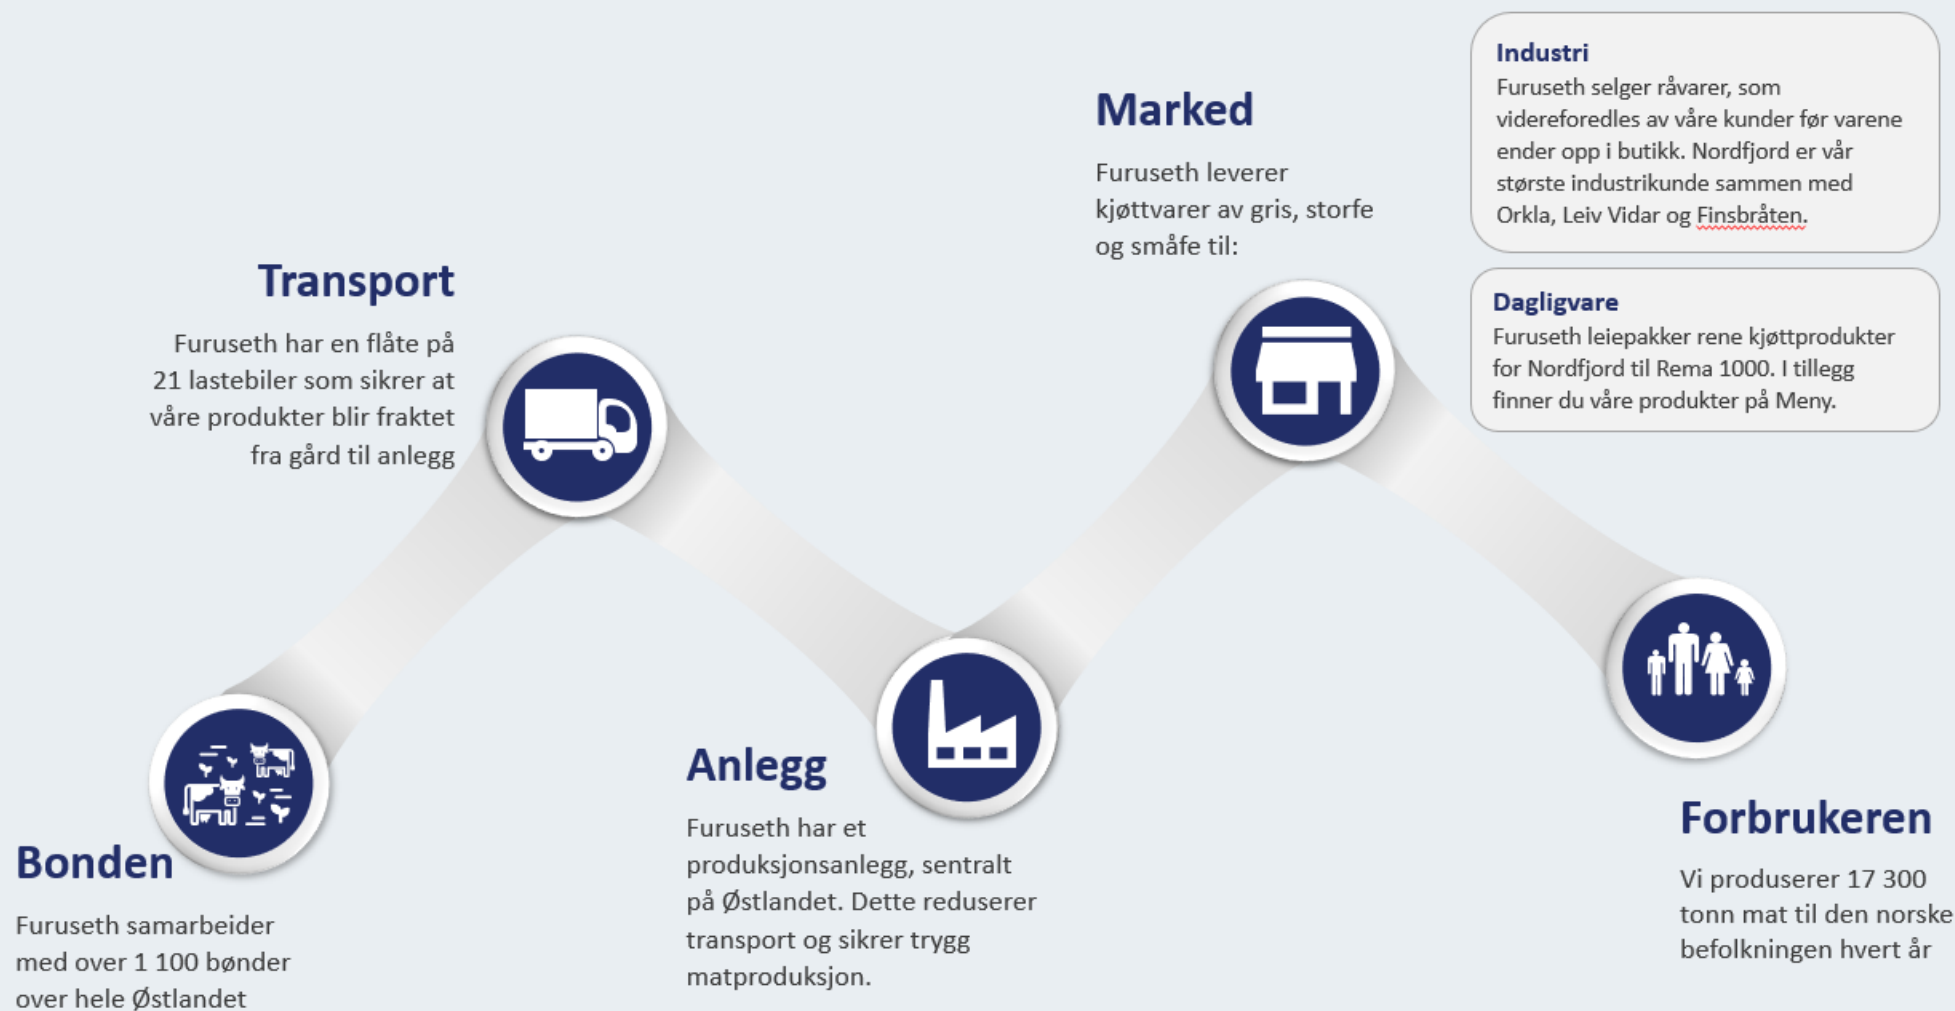 Bonden
Furuseth samarbeider
med over 1 100 bønder
over hele Østlandet
Transport
Furuseth har en flåte på
21 lastebiler som sikrer at
våre produkter blir fraktet
fra gård til anlegg
Anlegg
Furuseth har et
produksjonsanlegg, sentralt
på Østlandet. Dette reduserer
transport og sikrer trygg
matproduksjon.
Marked
Furuseth leverer
kjøttvarer av gris, storfe
og småfe til:
Industri
Furuseth selger råvarer, som
videreforedles av våre kunder før varene
ender opp i butikk. Nordfjord er vår
største industrikunde sammen med
Orkla, Leiv Vidar og Finsbråten.
Dagligvare
Furuseth leiepakker rene kjøttprodukter
for Nordfjord til Rema 1000. I tillegg
finner du våre produkter på Meny.
Forbrukeren
Vi produserer 17 300
tonn mat til den norske
befolkningen hvert år